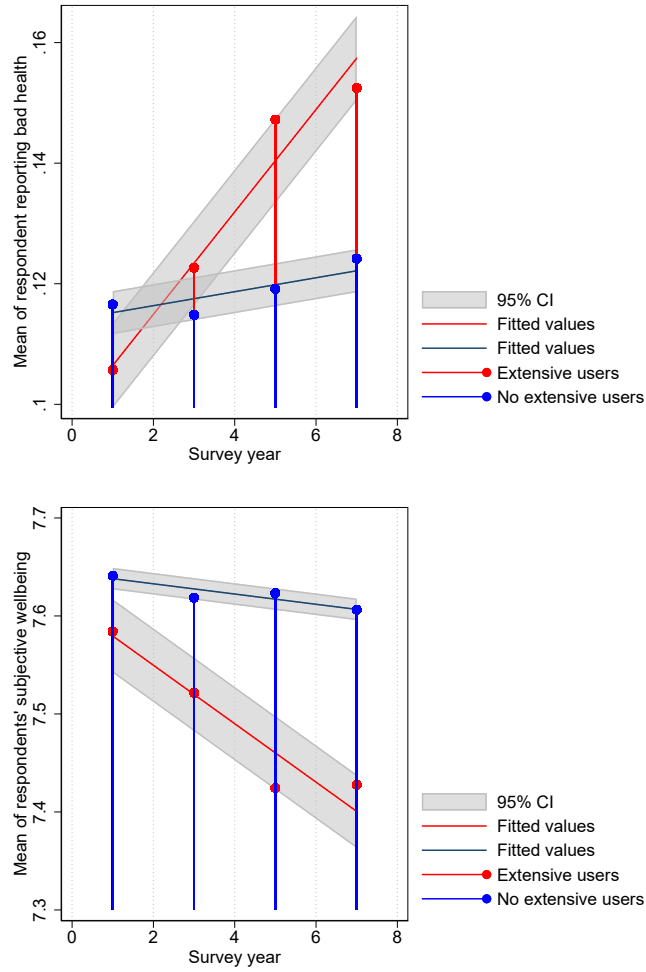 Mean of respondent reporting bad health
.16
.14
.12
.1
0 2 4 6 8
Survey year
95% CI
Fitted values
Fitted values
Extensive users
No extensive users
Mean of respondents' subjective wellbeing
7.7
7.6
7.5
7.4
7.3
0 2 4 6 8
Survey year
95% CI
Fitted values
Fitted values
Extensive users
No extensive users